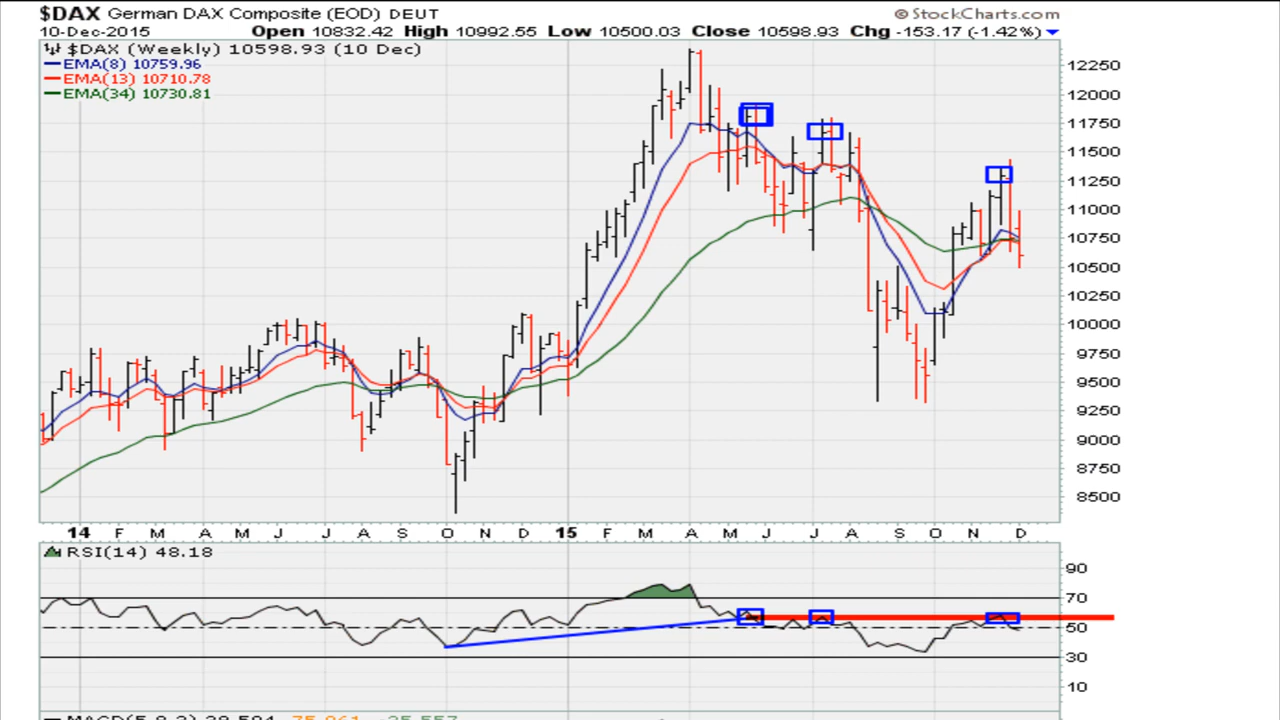 $DAX German DAX Composite (EOD) DEUT © StockCharts.com
10-Dec-2015 Open 10832.42 High 10992.55 Low 10500.03 Close 10598.93 Chg -153.17 (-1.42%)
$DAX (Weekly) 10598.93 (10 Dec)
EMA(8) 10759.96
EMA(13) 10710.78
EMA(34) 10730.81
12250
12000
11750
11500
11250
11000
10750
10500
10250
10000
9750
9500
9250
9000
8750
8500
14 F M A M J J A S O N D 15 F M A M J J A S O N D
RSI(14) 48.18
90
70
50
30
10